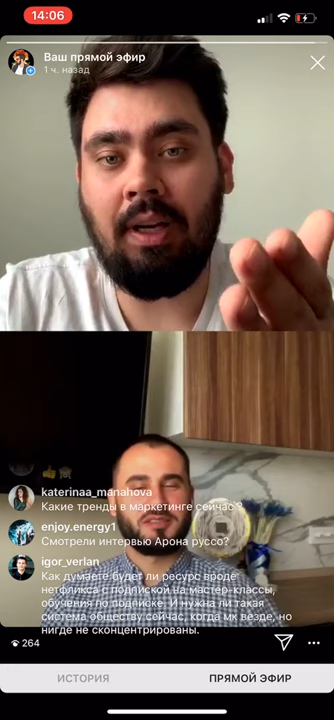 14:06
Ваш прямой эфир
1 ч. назад
katerinaa_manahova
Какие тренды в маркетинге сейчас?
enjoy.energy1
Смотрели интервью Арона руссо?
igor_verlan
Как думаете будет ли ресурс вроде
нетфликса с подпиской на мастер-классы,
обучения по подписке. И нужна ли такая
система обществу сейчас, когда мк везде, но
нигде не сконцентрированы.
264
ИСТОРИЯ
ПРЯМОЙ ЭФИР